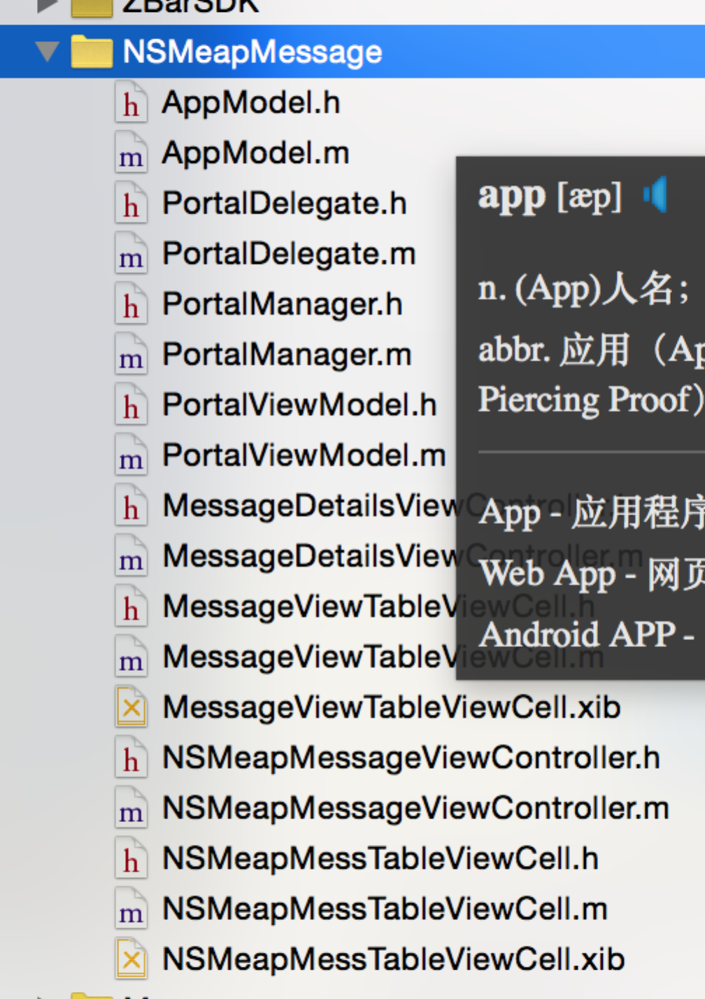 ZBarSDK
NSMeapMessage
h AppModel.h
m AppModel.m
h PortalDelegate.h
m PortalDelegate.m
h PortalManager.h
m PortalManager.m
h PortalViewModel.h
m PortalViewModel.m
h MessageDetailsViewController.h
m MessageDetailsViewController.m
h MessageViewTableViewCell.h
m MessageViewTableViewCell.m
MessageViewTableViewCell.xib
h NSMeapMessageViewController.h
m NSMeapMessageViewController.m
h NSMeapMessTableViewCell.h
m NSMeapMessTableViewCell.m
NSMeapMessTableViewCell.xib
app [æp]
n. (App)人名；
abbr. 应用（Ap
Piercing Proof）
App - 应用程序
Web App - 网页
Android APP -